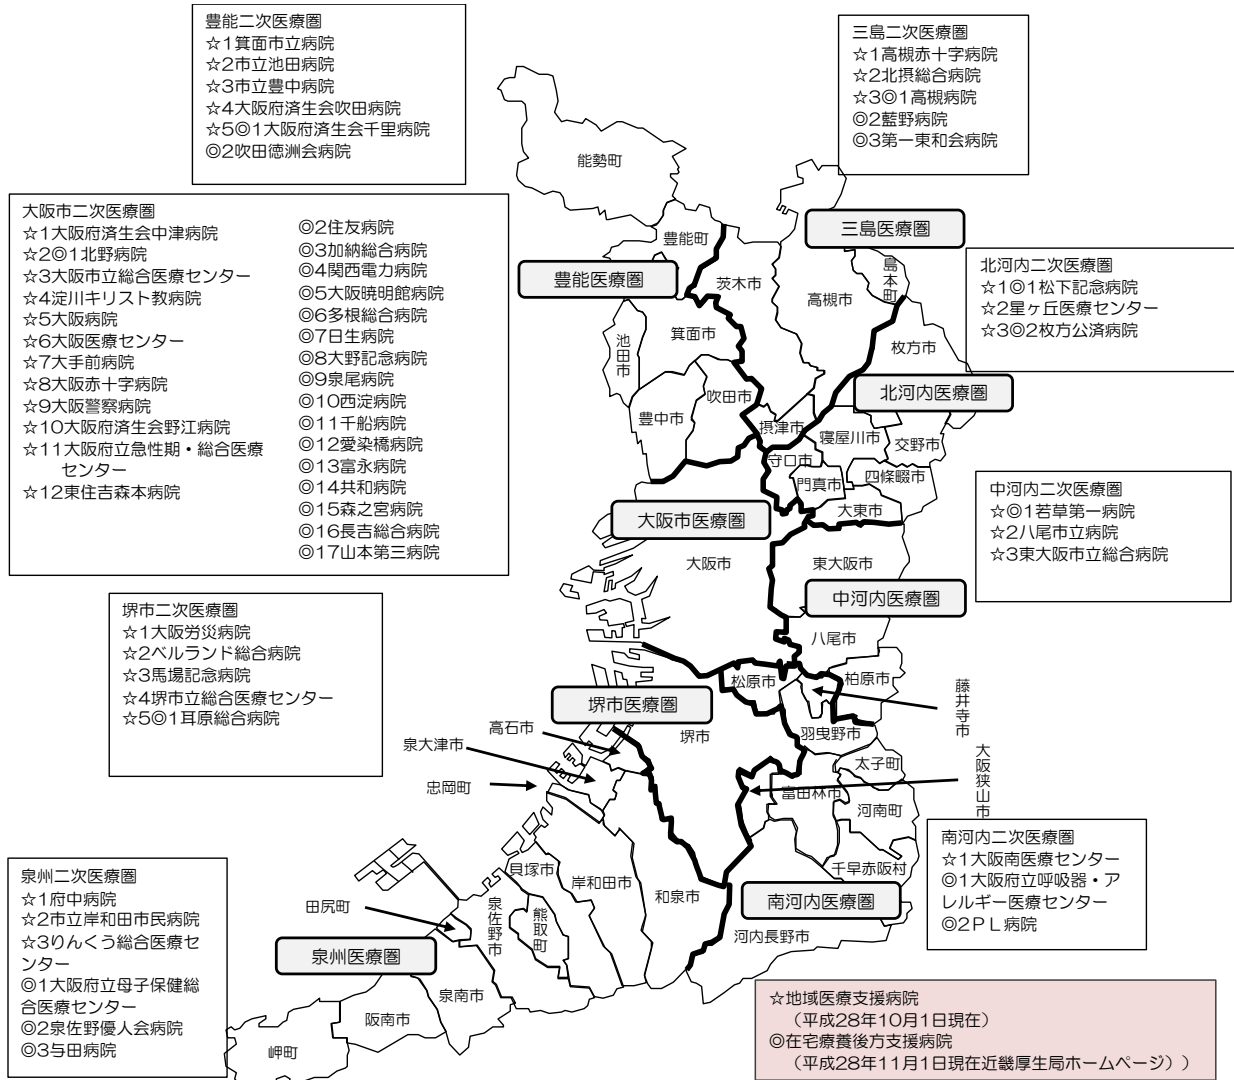 豊能二次医療圏
☆1箕面市立病院
☆2市立池田病院
☆3市立豊中病院
☆4大阪府済生会吹田病院
☆5◎1大阪府済生会千里病院
◎2吹田徳洲会病院
三島二次医療圏
☆1高槻赤十字病院
☆2北摂総合病院
☆3◎1高槻病院
◎2藍野病院
◎3第一東和会病院
大阪市二次医療圏
☆1大阪府済生会中津病院
☆2◎1北野病院
☆3大阪市立総合医療センター
☆4淀川キリスト教病院
☆5大阪病院
☆6大阪医療センター
☆7大手前病院
☆8大阪赤十字病院
☆9大阪警察病院
☆10大阪府済生会野江病院
☆11大阪府立急性期・総合医療
センター
☆12東住吉森本病院
◎2住友病院
◎3加納総合病院
◎4関西電力病院
◎5大阪暁明館病院
◎6多根総合病院
◎7日生病院
◎8大野記念病院
◎9泉尾病院
◎10西淀病院
◎11千船病院
◎12愛染橋病院
◎13富永病院
◎14共和病院
◎15森之宮病院
◎16長吉総合病院
◎17山本第三病院
北河内二次医療圏
☆1◎1松下記念病院
☆2星ヶ丘医療センター
☆3◎2枚方公済病院
中河内二次医療圏
☆◎1若草第一病院
☆2八尾市立病院
☆3東大阪市立総合病院
堺市二次医療圏
☆1大阪労災病院
☆2ベルランド総合病院
☆3馬場記念病院
☆4堺市立総合医療センター
☆5◎1耳原総合病院
南河内二次医療圏
☆1大阪南医療センター
◎1大阪府立呼吸器・ア
レルギー医療センター
◎2PL病院
泉州二次医療圏
☆1府中病院
☆2市立岸和田市民病院
☆3りんくう総合医療セ
ンター
◎1大阪府立母子保健総
合医療センター
◎2泉佐野優人会病院
◎3与田病院
能勢町
豊能町
三島医療圏
豊能医療圏
茨木市
高槻市
島本町
池田市
箕面市
枚方市
豊中市
吹田市
北河内医療圏
摂津市
寝屋川市
交野市
守口市
門真市
四條畷市
大東市
大阪市医療圏
大阪市
東大阪市
中河内医療圏
八尾市
松原市
柏原市
藤井寺市
堺市医療圏
高石市
堺市
羽曳野市
泉大津市
太子町
大阪狭山市
忠岡町
富田林市
河南町
貝塚市
岸和田市
和泉市
千早赤阪村
田尻町
泉佐野市
熊取町
南河内医療圏
泉州医療圏
河内長野市
泉南市
阪南市
岬町
☆地域医療支援病院
(平成28年10月1日現在)
◎在宅療養後方支援病院
(平成28年11月1日現在近畿厚生局ホームページ))